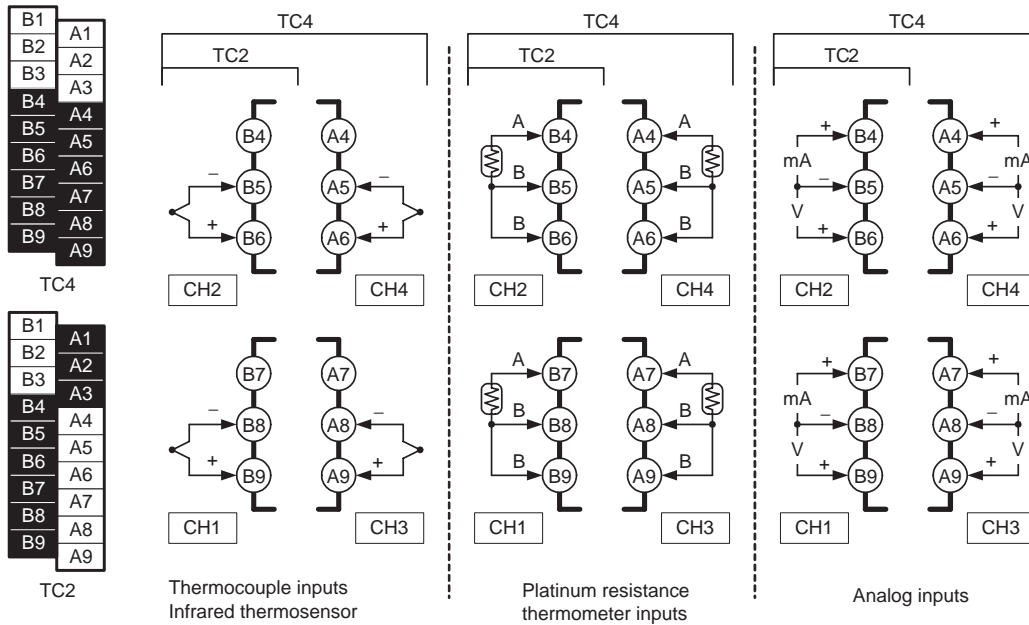 B1
A1
B2
A2
B3
A3
B4
A4
B5
A5
B6
A6
B7
A7
B8
A8
B9
A9
TC4
B1
A1
B2
A2
B3
A3
B4
A4
B5
A5
B6
A6
B7
A7
B8
A8
B9
A9
TC2
TC4
TC2
B4 A4
– B5 A5 –
+ B6 A6 +
CH2 CH4
B7 A7
– B8 A8 –
+ B9 A9 +
CH1 CH3
Thermocouple inputs
Infrared thermosensor
TC4
TC2
A B4 A4 A
B B5 A5 B
B B6 A6 B
CH2 CH4
A B7 A7 A
B B8 A8 B
B B9 A9 B
CH1 CH3
Platinum resistance
thermometer inputs
TC4
TC2
+ B4 A4 +
mA mA
– B5 A5 –
V V
+ B6 A6 +
CH2 CH4
+ B7 A7 +
mA mA
– B8 A8 –
V V
+ B9 A9 +
CH1 CH3
Analog inputs